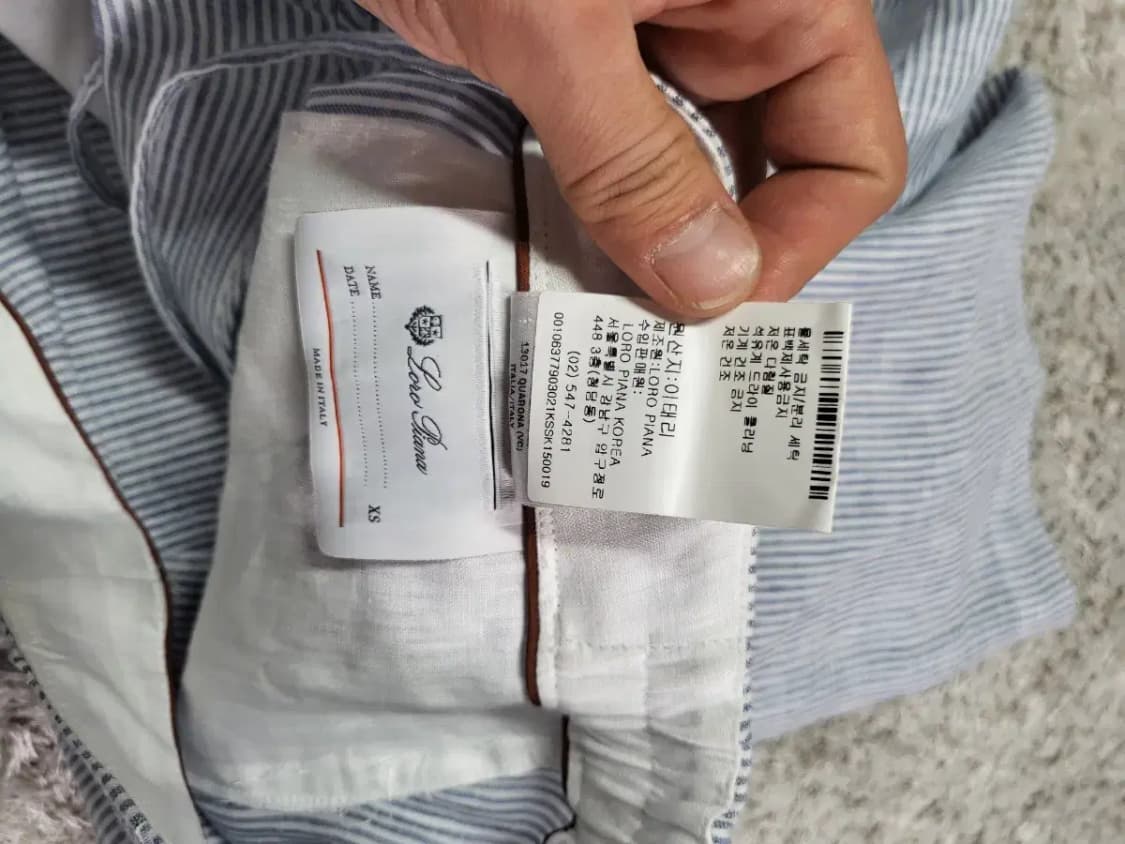 NAME
DATE
Loro Piana
XS
MADE IN ITALY
13017 QUARONA (VC)
ITALIA/ITALY
물세탁 금지/분리 세탁
표백제사용금지
저온 다림질
석유계 드라이 클리닝
기계 건조 금지
저온 건조
원산지:이태리
제조원:LORO PIANA
수입판매원:
LORO PIANA KOREA
서울특별시 강남구 압구정로
448 3층(청담동)
(02) 547-4281
00106377903021KSSK150019